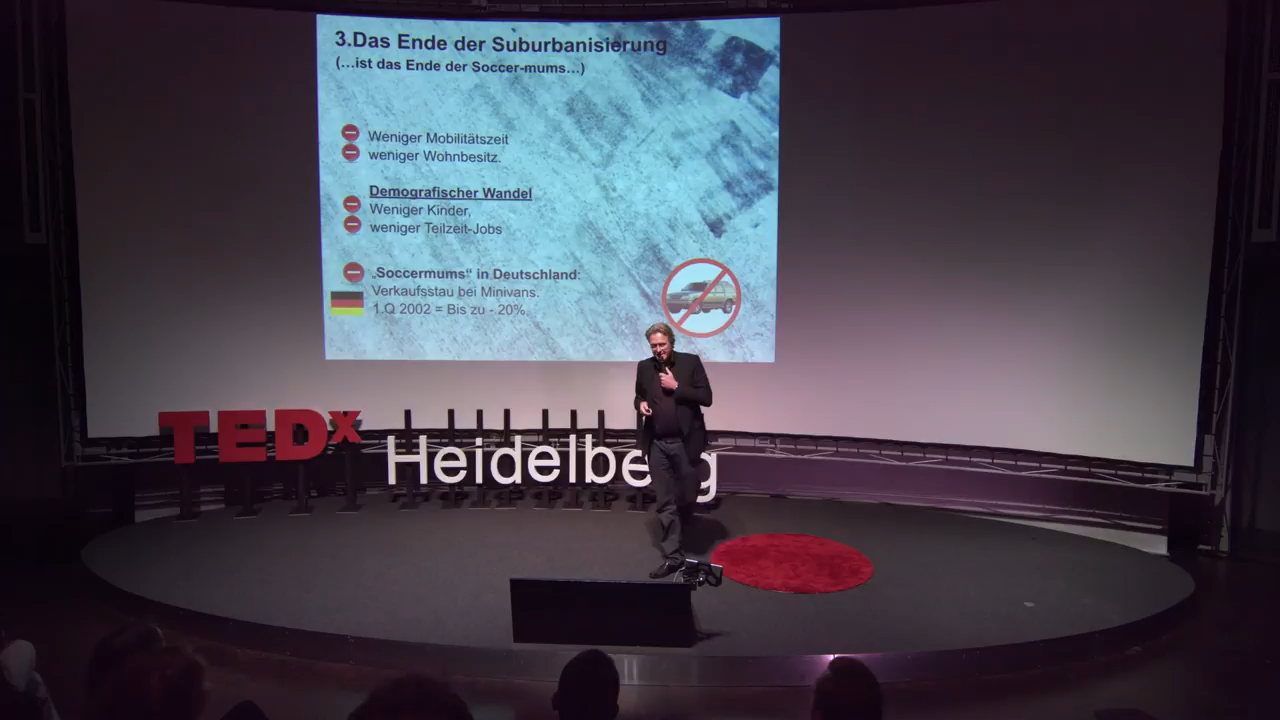 3.Das Ende der Suburbanisierung
(...ist das Ende der Soccer-mums...)
Weniger Mobilitätszeit
weniger Wohnbesitz.
Demografischer Wandel
Weniger Kinder,
weniger Teilzeit-Jobs
„Soccermums“ in Deutschland:
Verkaufsstau bei Minivans.
1.Q 2002 = Bis zu - 20%.
TEDx
Heidelberg